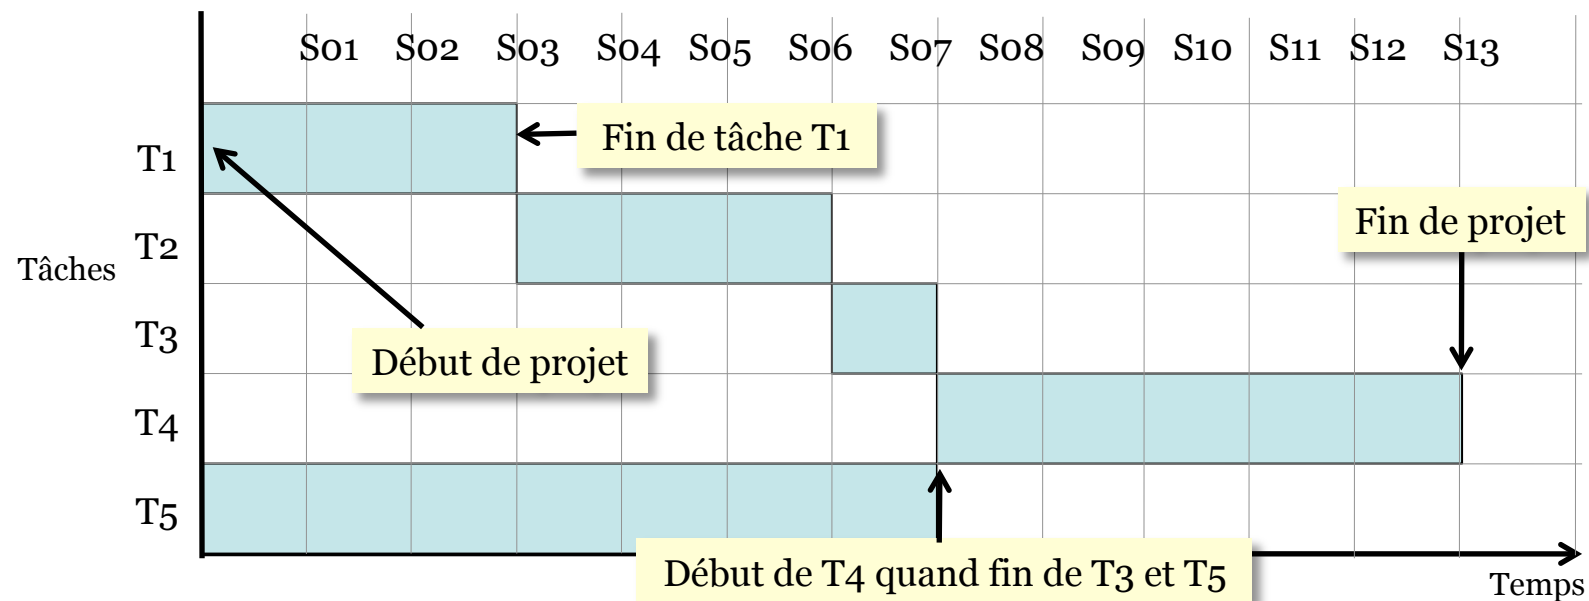 S01 S02 S03 S04 S05 S06 S07 S08 S09 S10 S11 S12 S13
Fin de tâche T1
T1
Fin de projet
T2
Tâches
T3
Début de projet
T4
T5
Début de T4 quand fin de T3 et T5
Temps